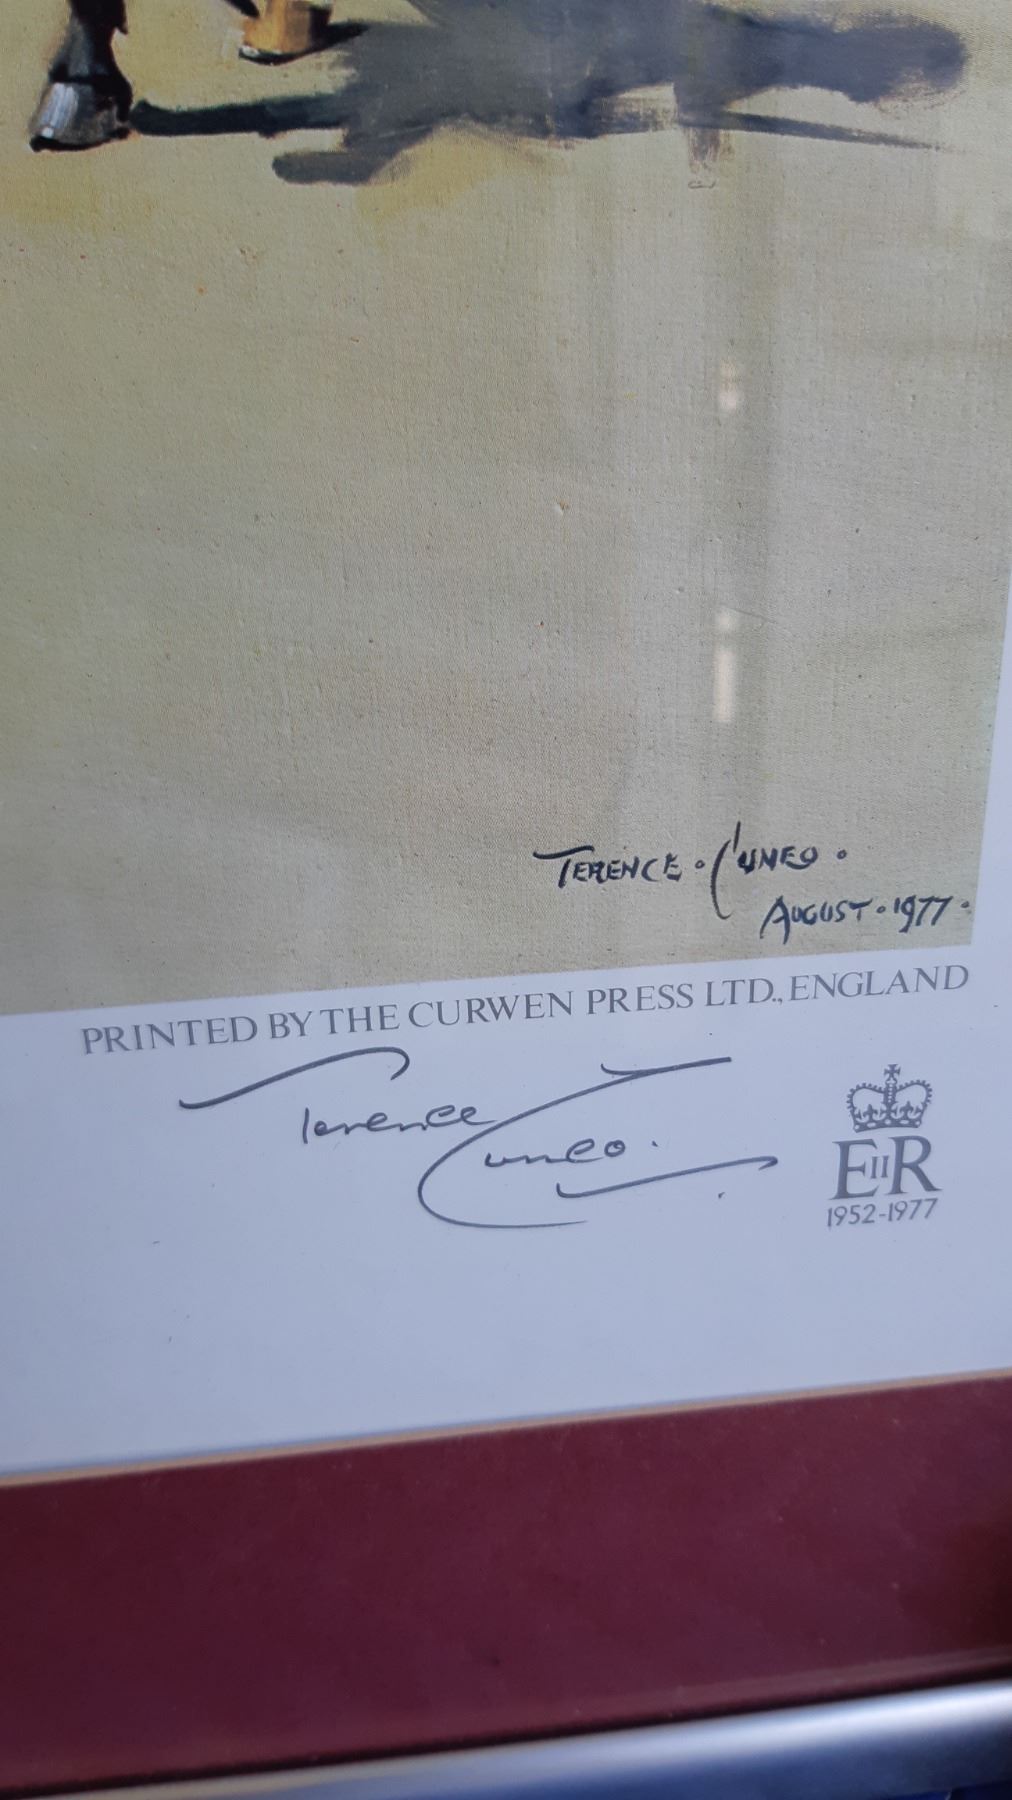 TERENCE · CUNEO ·
AUGUST · 1977 ·
PRINTED BY THE CURWEN PRESS LTD., ENGLAND
Terence
Cuneo.
EIIR
1952-1977